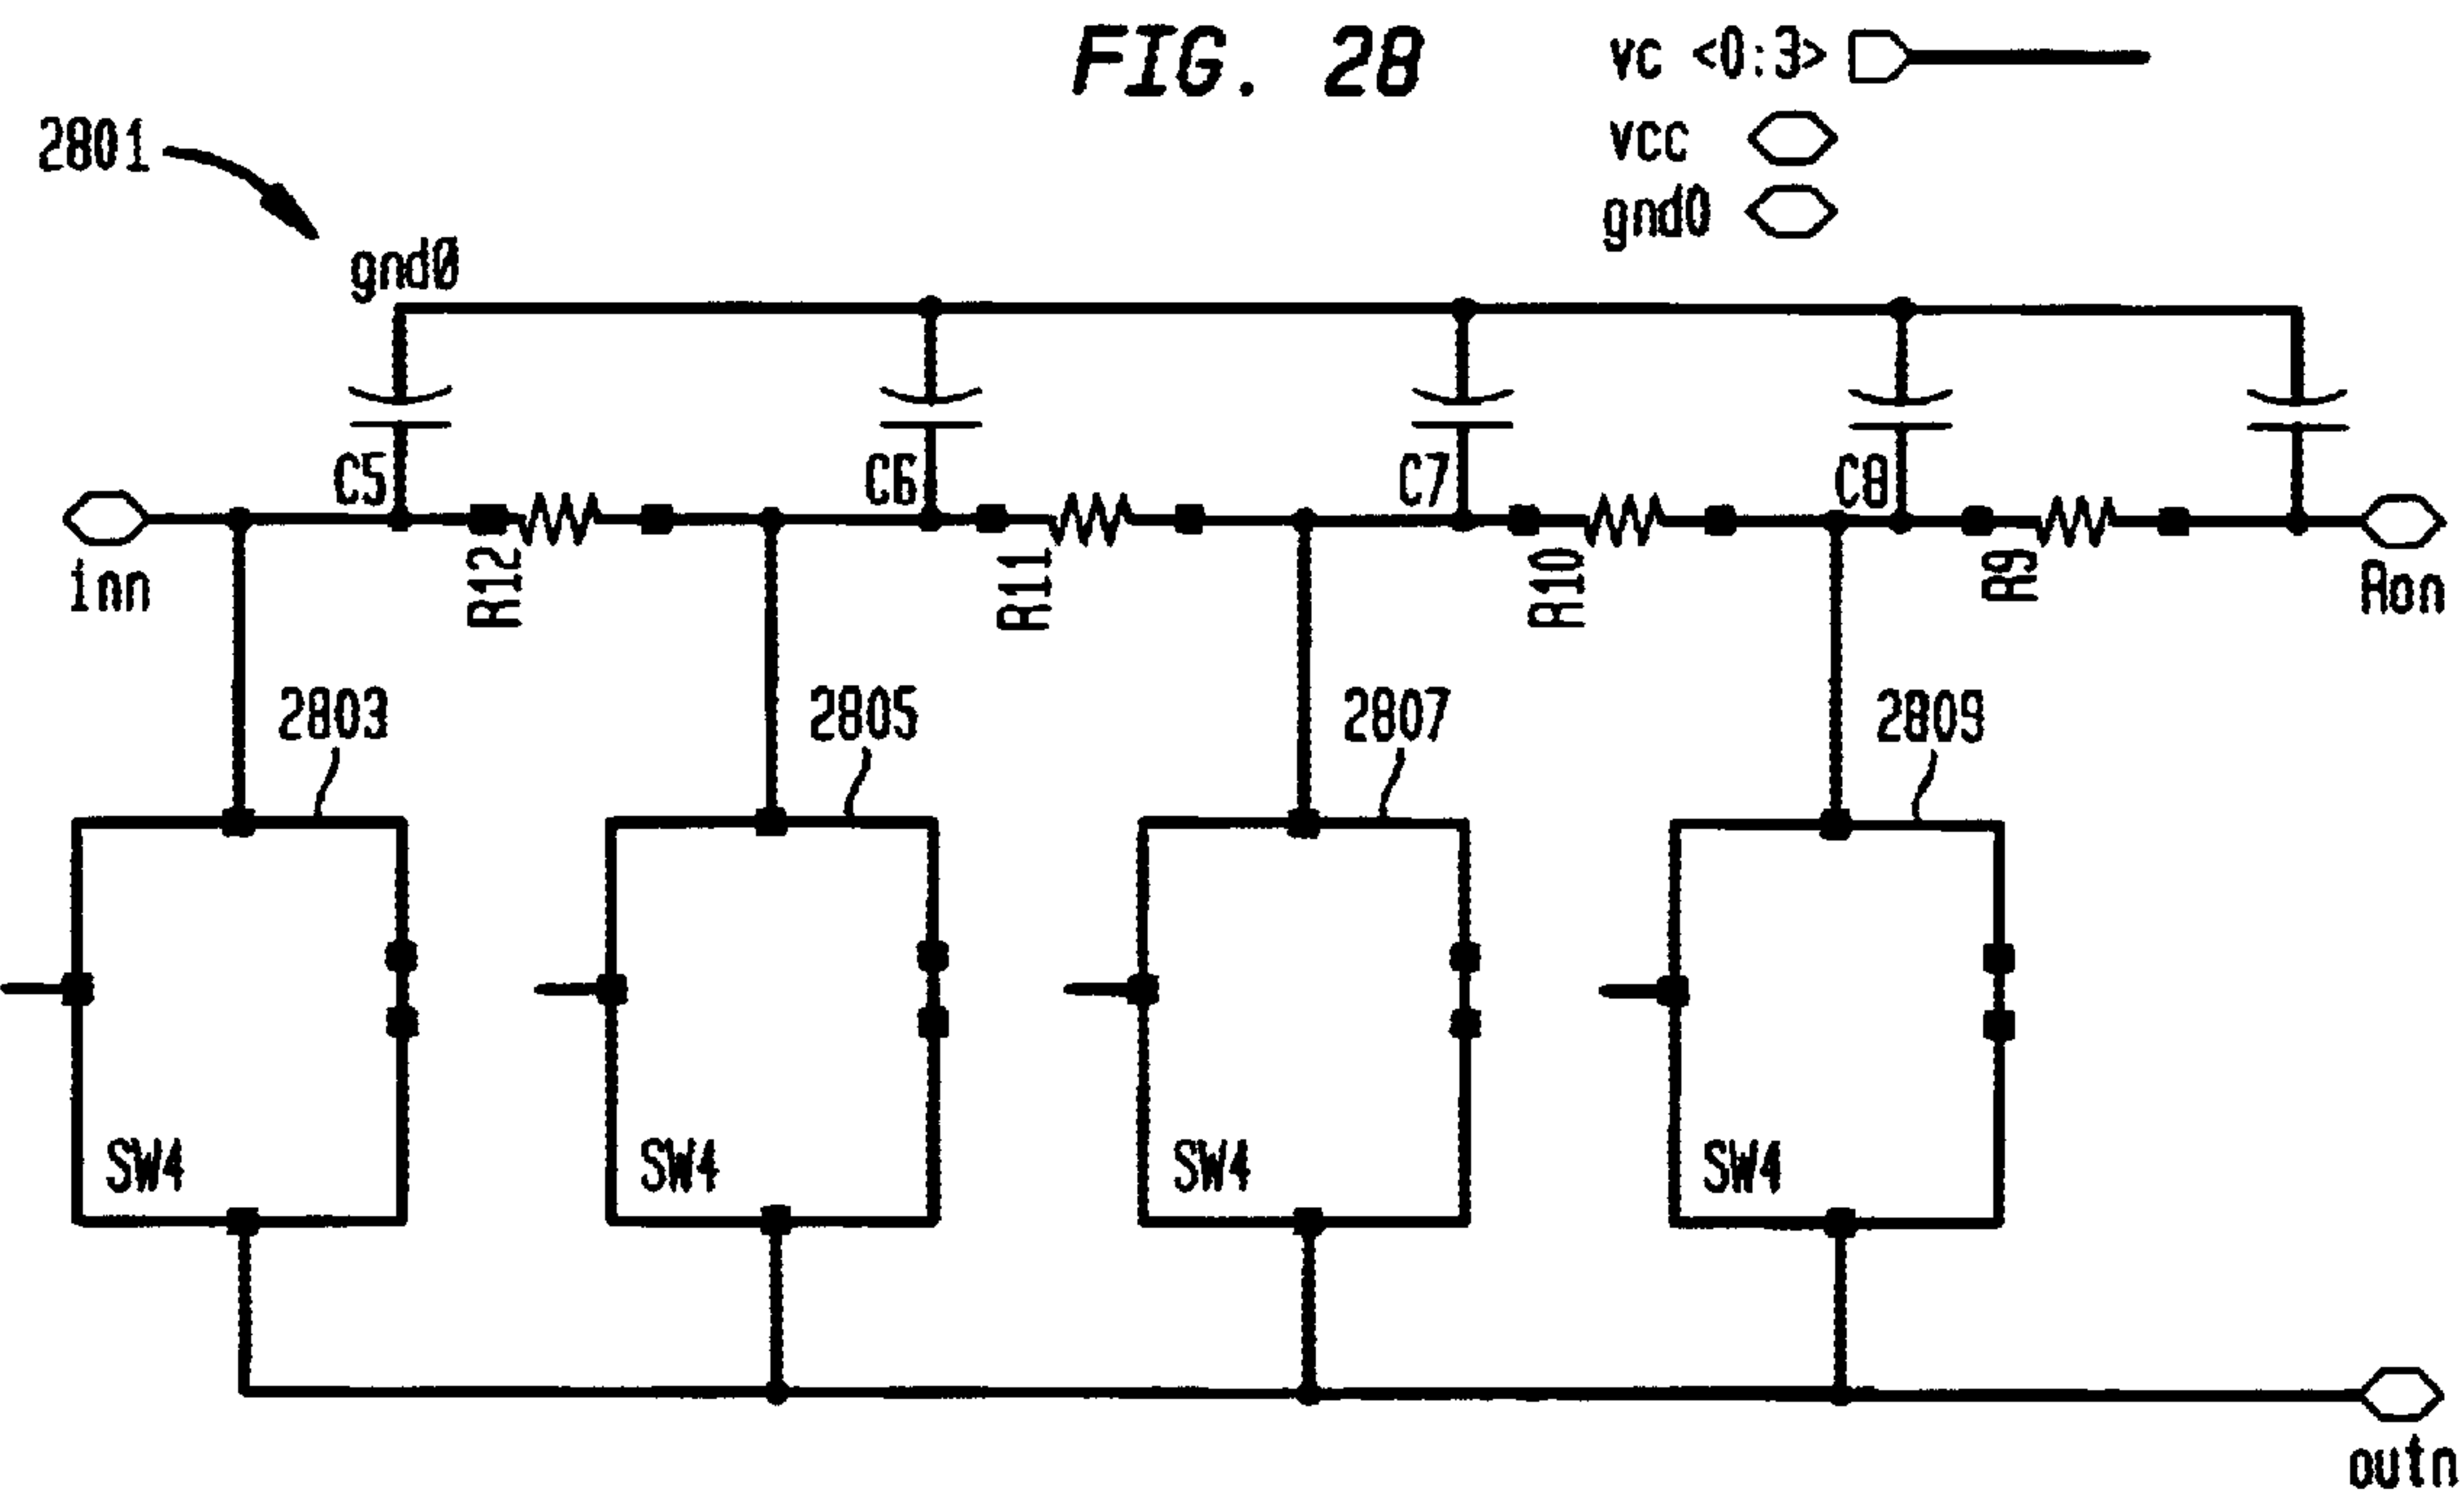 FIG. 28
vc <0:3>
vcc
gnd0
2801
gnd0
C5
C6
C7
C8
inn
R12
R11
R10
R9
Ron
2803
2805
2807
2809
SW4
SW4
SW4
SW4
outn